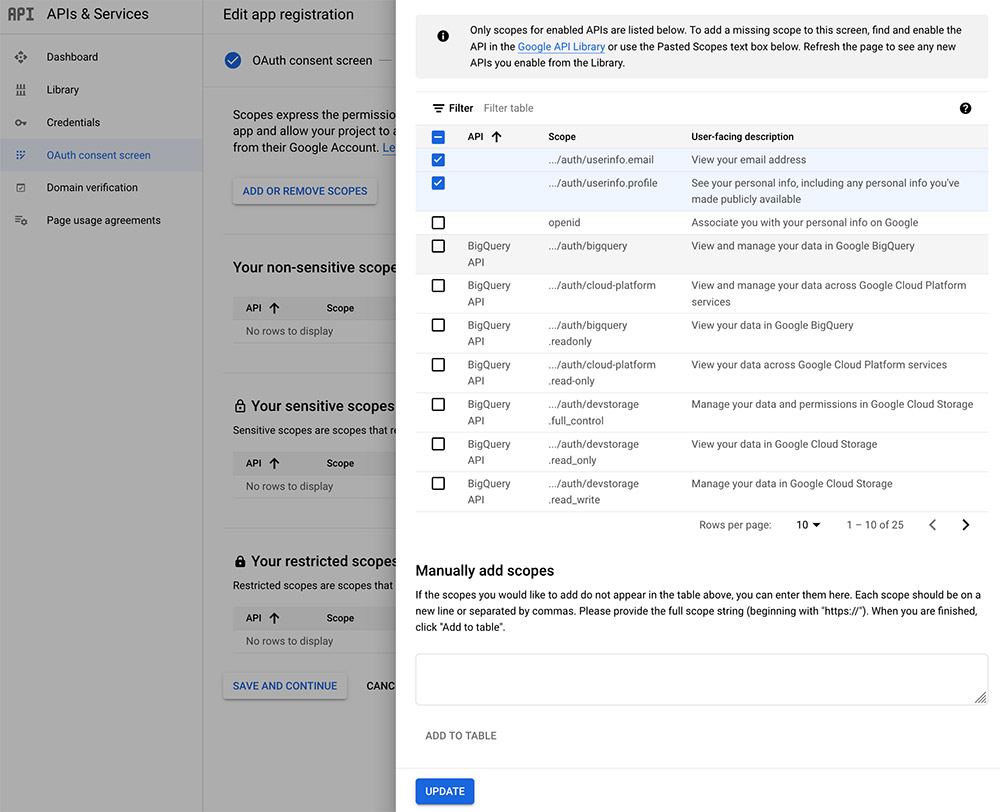 API APIs & Services
Dashboard
Library
Credentials
OAuth consent screen
Domain verification
Page usage agreements
Edit app registration
OAuth consent screen
Scopes express the
app and allow your project to
from their Google Account.
ADD OR REMOVE SCOPES
Your non-sensitive
API Scope
No rows to display
Your sensitive scopes
Sensitive scopes are scopes that
API Scope
No rows to display
Your restricted scopes
Restricted scopes are scopes that
API Scope
No rows to display
SAVE AND CONTINUE CANC
Only scopes for enabled APIs are listed below. To add a missing scope to this screen, find and enable the
API in the Google API Library or use the Pasted Scopes text box below. Refresh the page to see any new
APIs you enable from the Library.
Filter Filter table
API Scope User-facing description
.../auth/userinfo.email View your email address
.../auth/userinfo.profile See your personal info, including any personal info you've
made publicly available
openid Associate you with your personal info on Google
BigQuery .../auth/bigquery View and manage your data in Google BigQuery
API
BigQuery .../auth/cloud-platform View and manage your data across Google Cloud Platform
API services
BigQuery .../auth/bigquery View your data in Google BigQuery
API .readonly
BigQuery .../auth/cloud-platform View your data across Google Cloud Platform services
API .read-only
BigQuery .../auth/devstorage Manage your data and permissions in Google Cloud Storage
API .full_control
BigQuery .../auth/devstorage View your data in Google Cloud Storage
API .read_only
BigQuery .../auth/devstorage Manage your data in Google Cloud Storage
API .read_write
Rows per page: 10 1 – 10 of 25
Manually add scopes
If the scopes you would like to add do not appear in the table above, you can enter them here. Each scope should be on a
new line or separated by commas. Please provide the full scope string (beginning with "https://"). When you are finished,
click "Add to table".
ADD TO TABLE
UPDATE